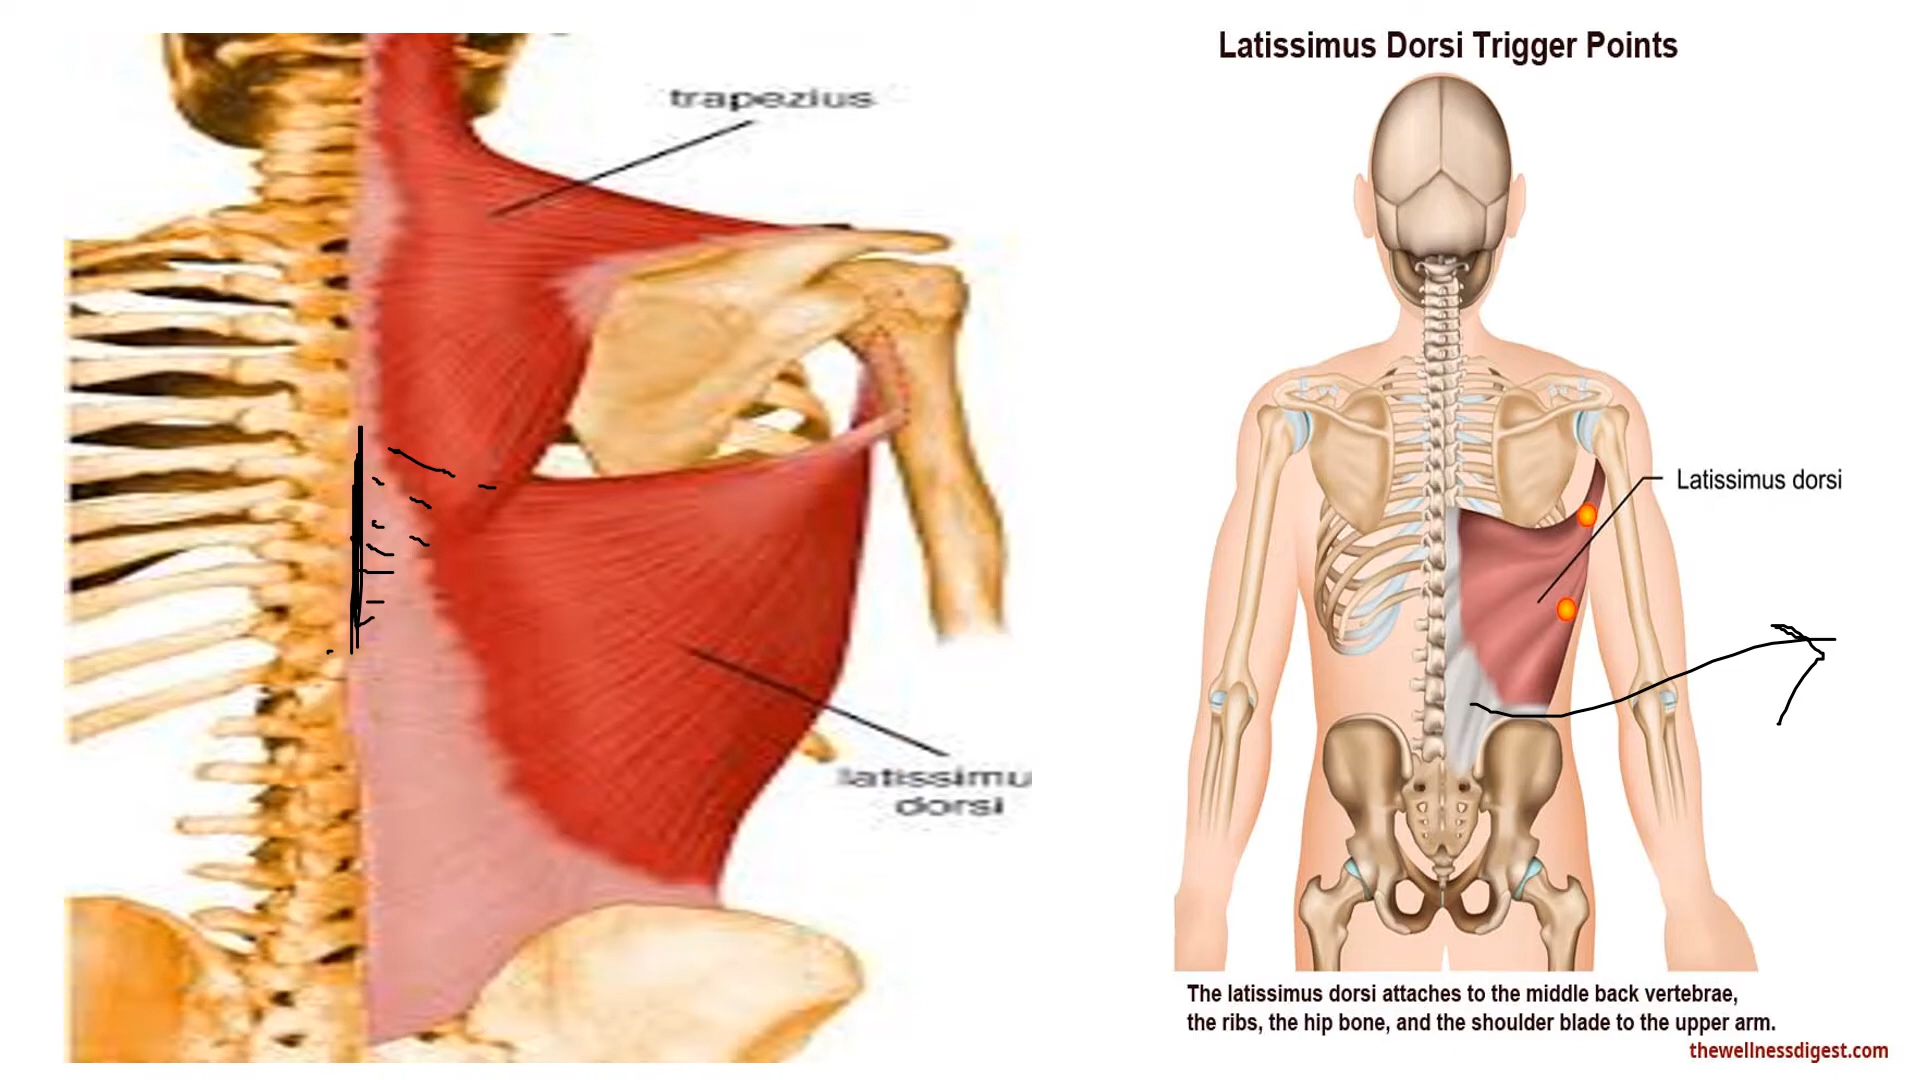 trapezius
latissimu
dorsi
Latissimus Dorsi Trigger Points
Latissimus dorsi
The latissimus dorsi attaches to the middle back vertebrae,
the ribs, the hip bone, and the shoulder blade to the upper arm.
thewellnessdigest.com